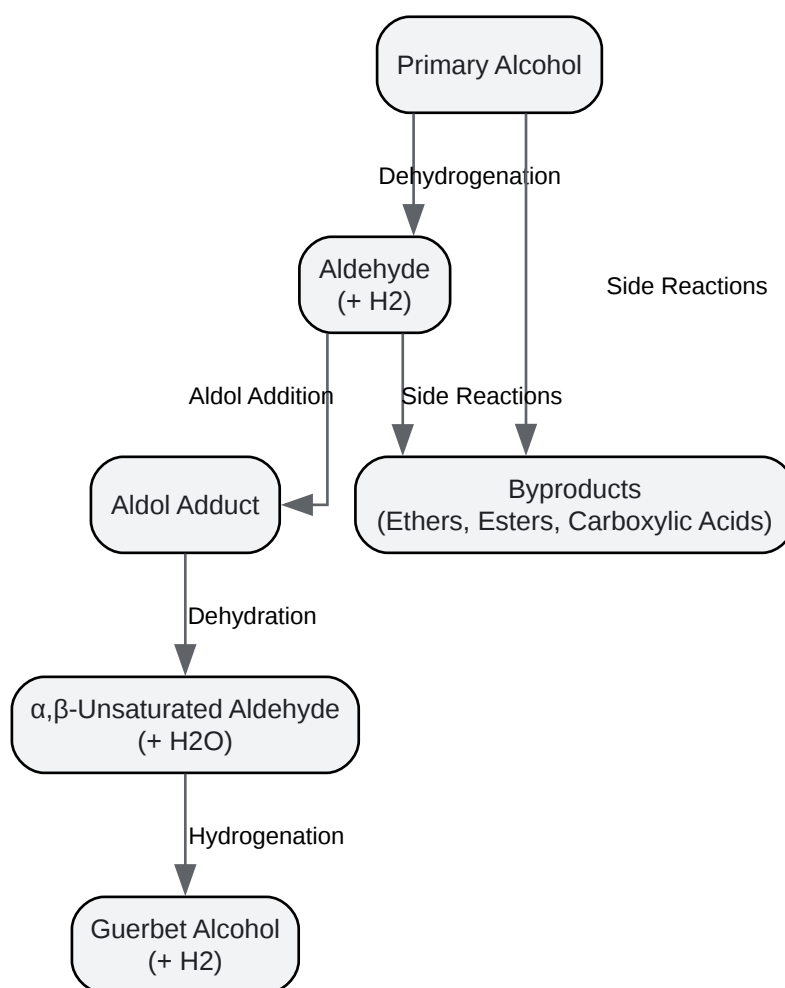 Primary Alcohol
Dehydrogenation
Aldehyde
(+ H2)
Side Reactions
Aldol Addition
Side Reactions
Aldol Adduct
Byproducts
(Ethers, Esters, Carboxylic Acids)
Dehydration
α,β-Unsaturated Aldehyde
(+ H2O)
Hydrogenation
Guerbet Alcohol
(+ H2)